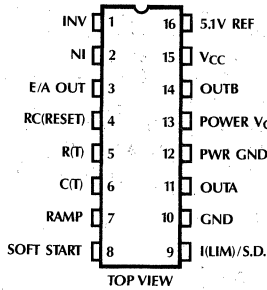 INV 1 16 5.1V REF
NI 2 15 VCC
E/A OUT 3 14 OUTB
RC(RESET) 4 13 POWER
R(T) 5 12 PWR GND
C(T) 6 11 OUTA
RAMP 7 10 GND
SOFT START 8 9 I(LIM)/S.D.
TOP VIEW